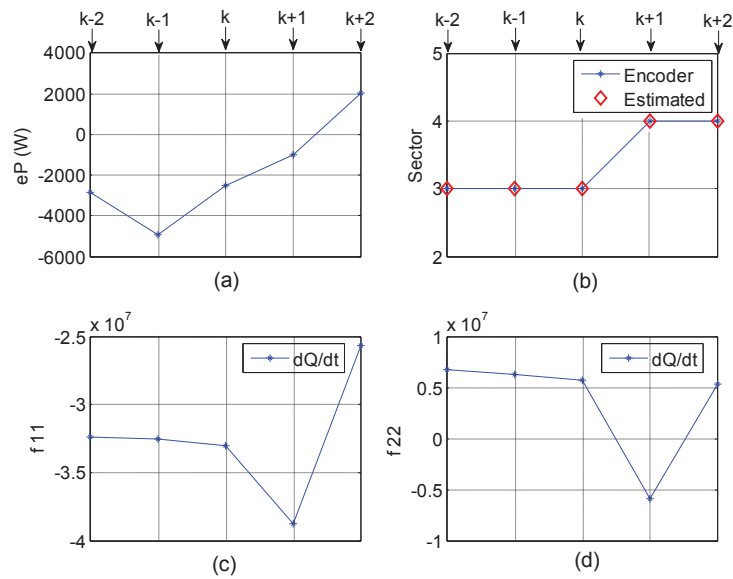 k-2 k-1 k k+1 k+2
4000
2000
0
-2000
-4000
-6000
eP (W)
(a)
k-2 k-1 k k+1 k+2
5
4
3
2
Sector
Encoder
Estimated
(b)
x 10^7
-2.5
-3
-3.5
-4
f 11
dQ/dt
(c)
x 10^7
1
0.5
0
-0.5
-1
f 22
dQ/dt
(d)